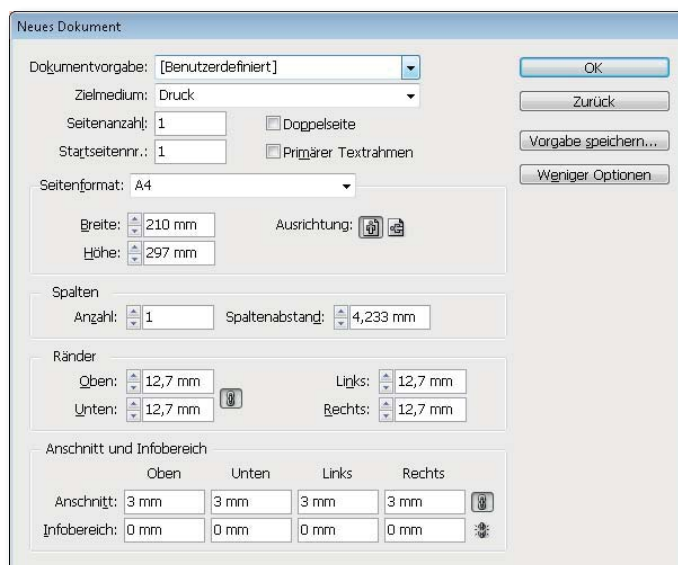 Neues Dokument
Dokumentvorgabe: [Benutzerdefiniert]
OK
Zielmedium: Druck
Zurück
Seitenanzahl: 1 Doppelseite
Startseitennr.: 1 Primärer Textrahmen
Vorgabe speichern...
Weniger Optionen
Seitenformat: A4
Breite: 210 mm Ausrichtung:
Höhe: 297 mm
Spalten
Anzahl: 1 Spaltenabstand: 4,233 mm
Ränder
Oben: 12,7 mm Links: 12,7 mm
Unten: 12,7 mm Rechts: 12,7 mm
Anschnitt und Infobereich
Oben Unten Links Rechts
Anschnitt: 3 mm 3 mm 3 mm 3 mm
Infobereich: 0 mm 0 mm 0 mm 0 mm